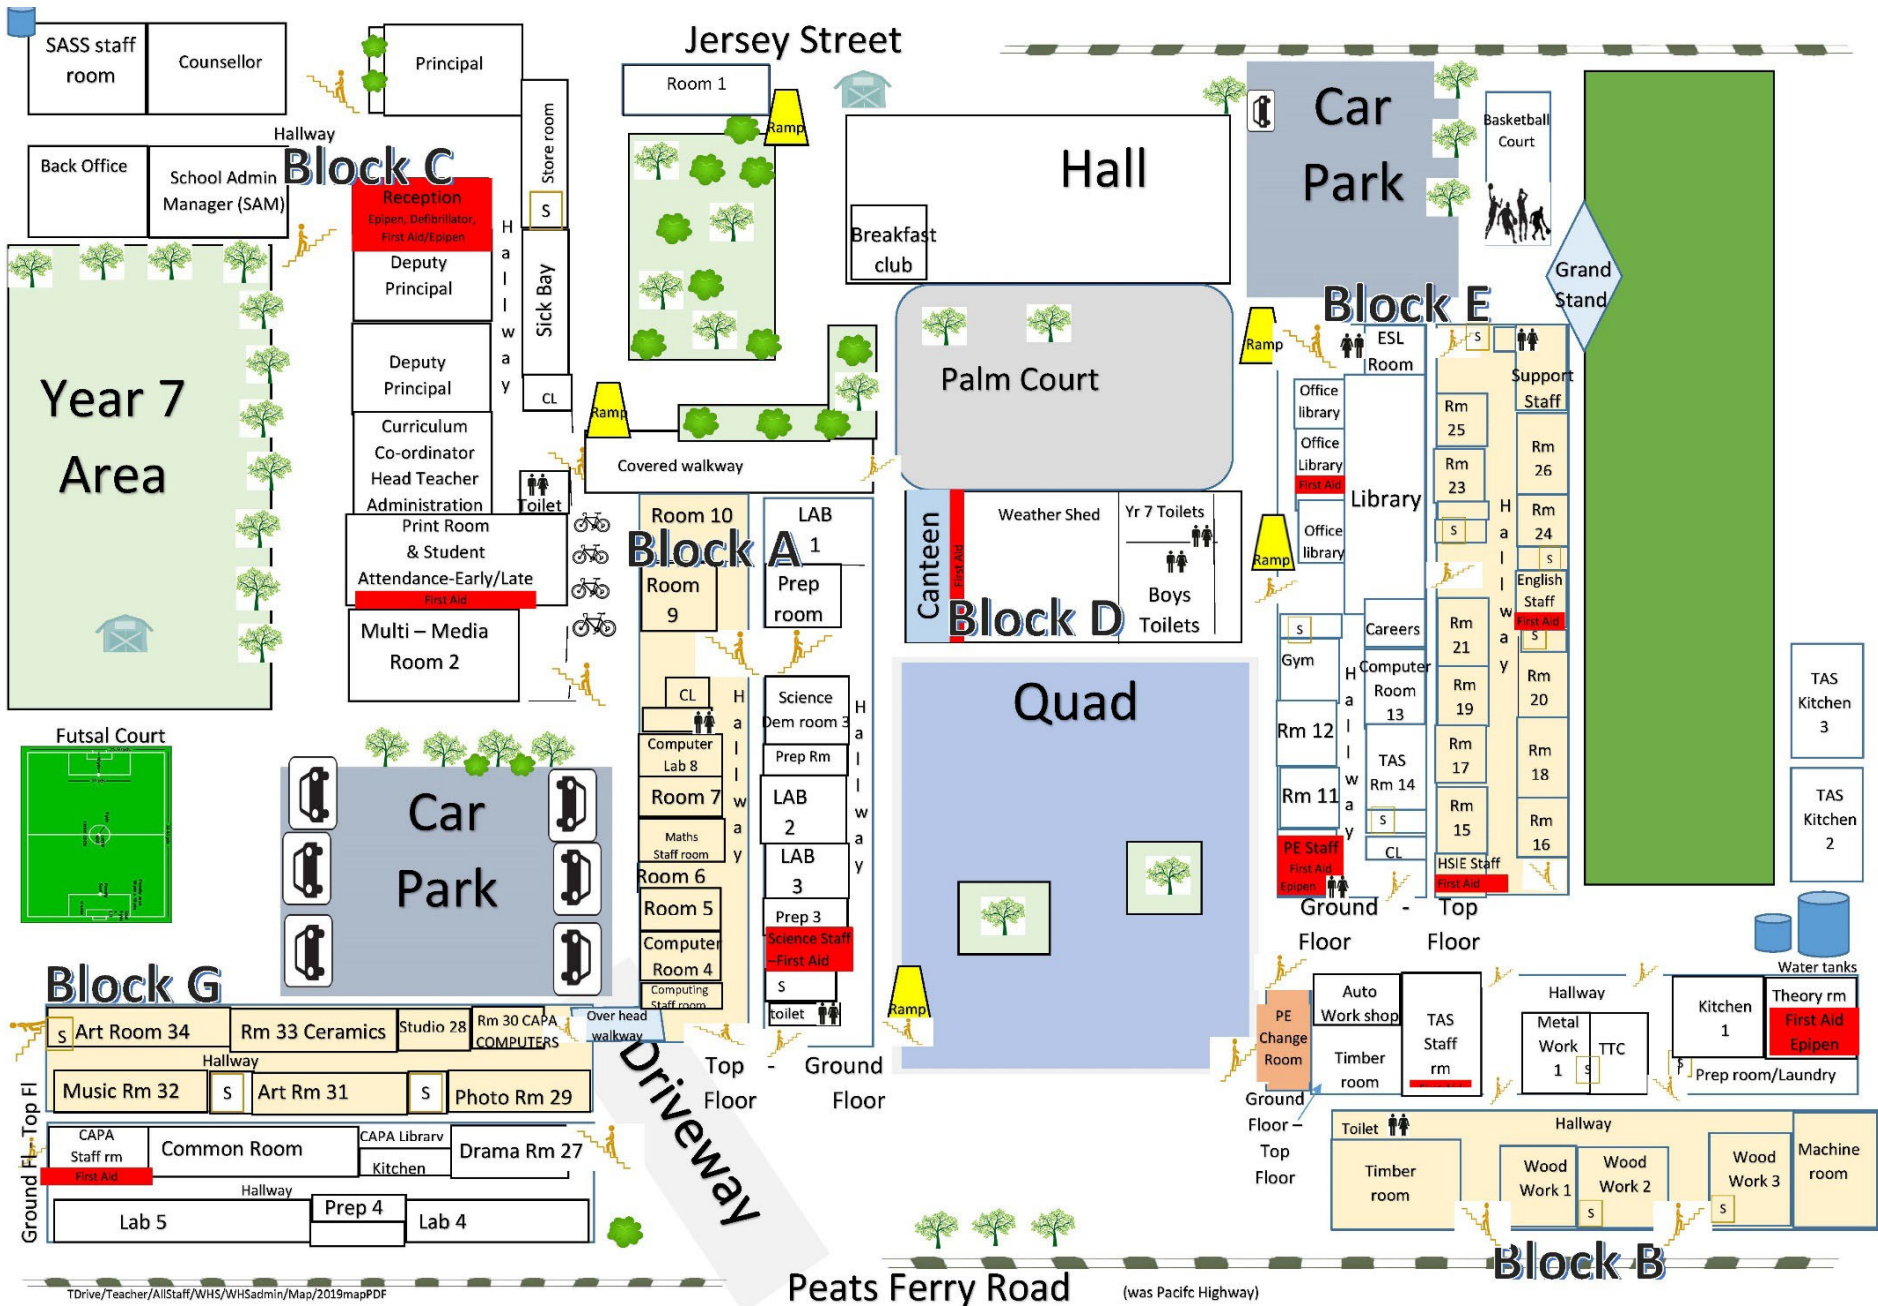 Jersey Street
SASS staff
room
Counsellor
Principal
Hallway
Back Office
School Admin
Manager (SAM)
Block C
Reception
Epipen, Defibrillator,
First Aid/Epipen
Deputy
Principal
Deputy
Principal
Curriculum
Co-ordinator
Head Teacher
Administration
Print Room
& Student
Attendance-Early/Late
First Aid
Multi – Media
Room 2
Store room
S
Hallway
Sick Bay
CL
Toilet
Year 7
Area
Room 1
Ramp
Ramp
Covered walkway
Hall
Breakfast
club
Palm Court
Car
Park
Basketball
Court
Grand
Stand
Block E
Ramp
Ramp
ESL
Room
Office
library
Office
Library
First Aid
Office
library
Library
S
Gym
Careers
Computer
Room
13
Hallway
Rm 12
Rm 11
TAS
Rm 14
S
CL
PE Staff
First Aid
Epipen
S
Support
Staff
Rm
25
Rm
23
S
Rm
26
Rm
24
S
English
Staff
First Aid
S
Hallway
Rm
21
Rm
19
Rm
17
Rm
15
HSIE Staff
First Aid
Rm
20
Rm
18
Rm
16
Ground - Top
Floor Floor
TAS
Kitchen
3
TAS
Kitchen
2
Water tanks
Canteen
First Aid
Weather Shed
Yr 7 Toilets
Boys
Toilets
Block D
Quad
Ramp
Block A
Room 10
Room
9
CL
Computer
Lab 8
Room 7
Maths
Staff room
Room 6
Room 5
Computer
Room 4
Computing
Staff room
Hallway
LAB
1
Prep
room
Science
Dem room 3
Prep Rm
LAB
2
LAB
3
Prep 3
Science Staff
–First Aid
S
toilet
Hallway
Top - Ground
Floor Floor
Futsal Court
Car
Park
Block G
S
Art Room 34
Rm 33 Ceramics
Studio 28
Rm 30 CAPA
COMPUTERS
Over head
walkway
Hallway
Music Rm 32
S
Art Rm 31
S
Photo Rm 29
CAPA
Staff rm
First Aid
Common Room
CAPA Library
Kitchen
Drama Rm 27
Hallway
Lab 5
Prep 4
Lab 4
Ground Fl - Top Fl
Driveway
PE
Change
Room
Auto
Work shop
Timber
room
TAS
Staff
rm
Hallway
Metal
Work
1
S
TTC
Kitchen
1
Theory rm
First Aid
Epipen
S
Prep room/Laundry
Ground
Floor –
Top
Floor
Toilet
Hallway
Timber
room
Wood
Work 1
Wood
Work 2
S
Wood
Work 3
S
Machine
room
Block B
Peats Ferry Road
(was Pacifc Highway)
TDrive/Teacher/AllStaff/WHS/WHSadmin/Map/2019mapPDF